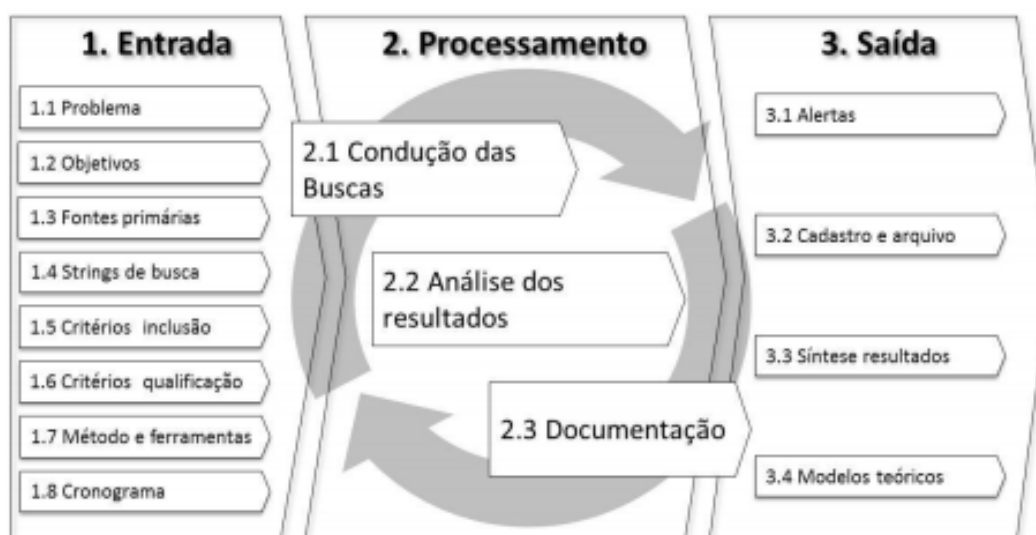 1. Entrada
1.1 Problema
1.2 Objetivos
1.3 Fontes primárias
1.4 Strings de busca
1.5 Critérios inclusão
1.6 Critérios qualificação
1.7 Método e ferramentas
1.8 Cronograma
2. Processamento
2.1 Condução das
Buscas
2.2 Análise dos
resultados
2.3 Documentação
3. Saída
3.1 Alertas
3.2 Cadastro e arquivo
3.3 Síntese resultados
3.4 Modelos teóricos